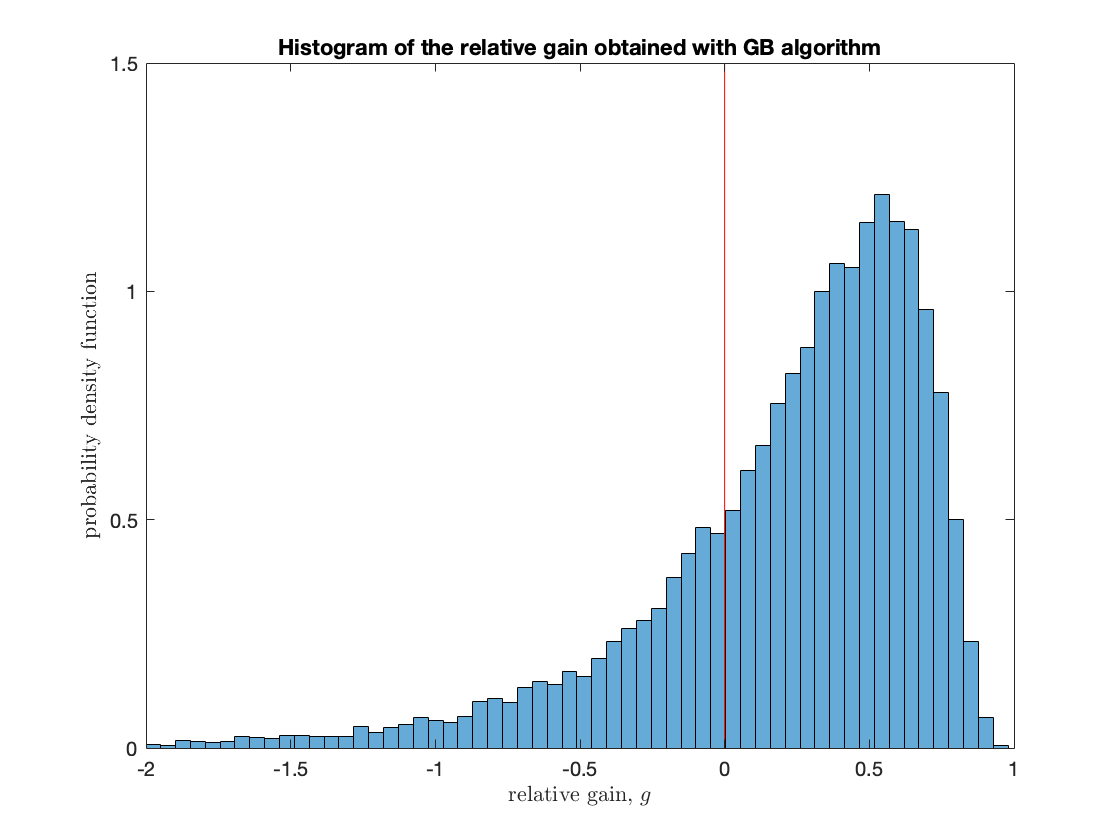 Histogram of the relative gain obtained with GB algorithm
1.5
1
0.5
0
probability density function
-2 -1.5 -1 -0.5 0 0.5 1
relative gain, g